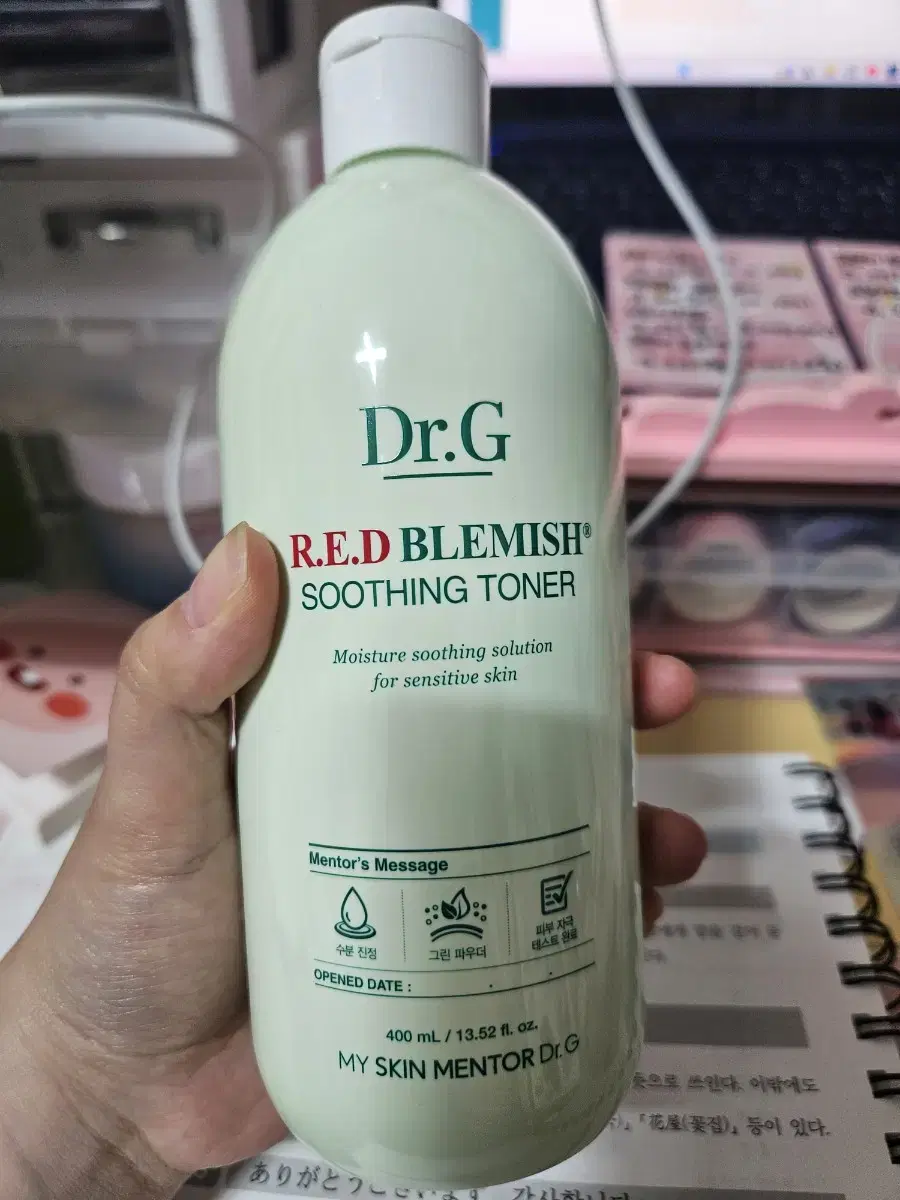 Dr.G
R.E.D BLEMISH®
SOOTHING TONER
Moisture soothing solution
for sensitive skin
Mentor's Message
수분 진정
그린 파우더
피부 자극
테스트 완료
OPENED DATE : . .
400 mL / 13.52 fl. oz.
MY SKIN MENTOR Dr.G
쓰인다. 이밖에도
「花屋(꽃집)」 등이 있다.
ありがとうございます 감사합니다